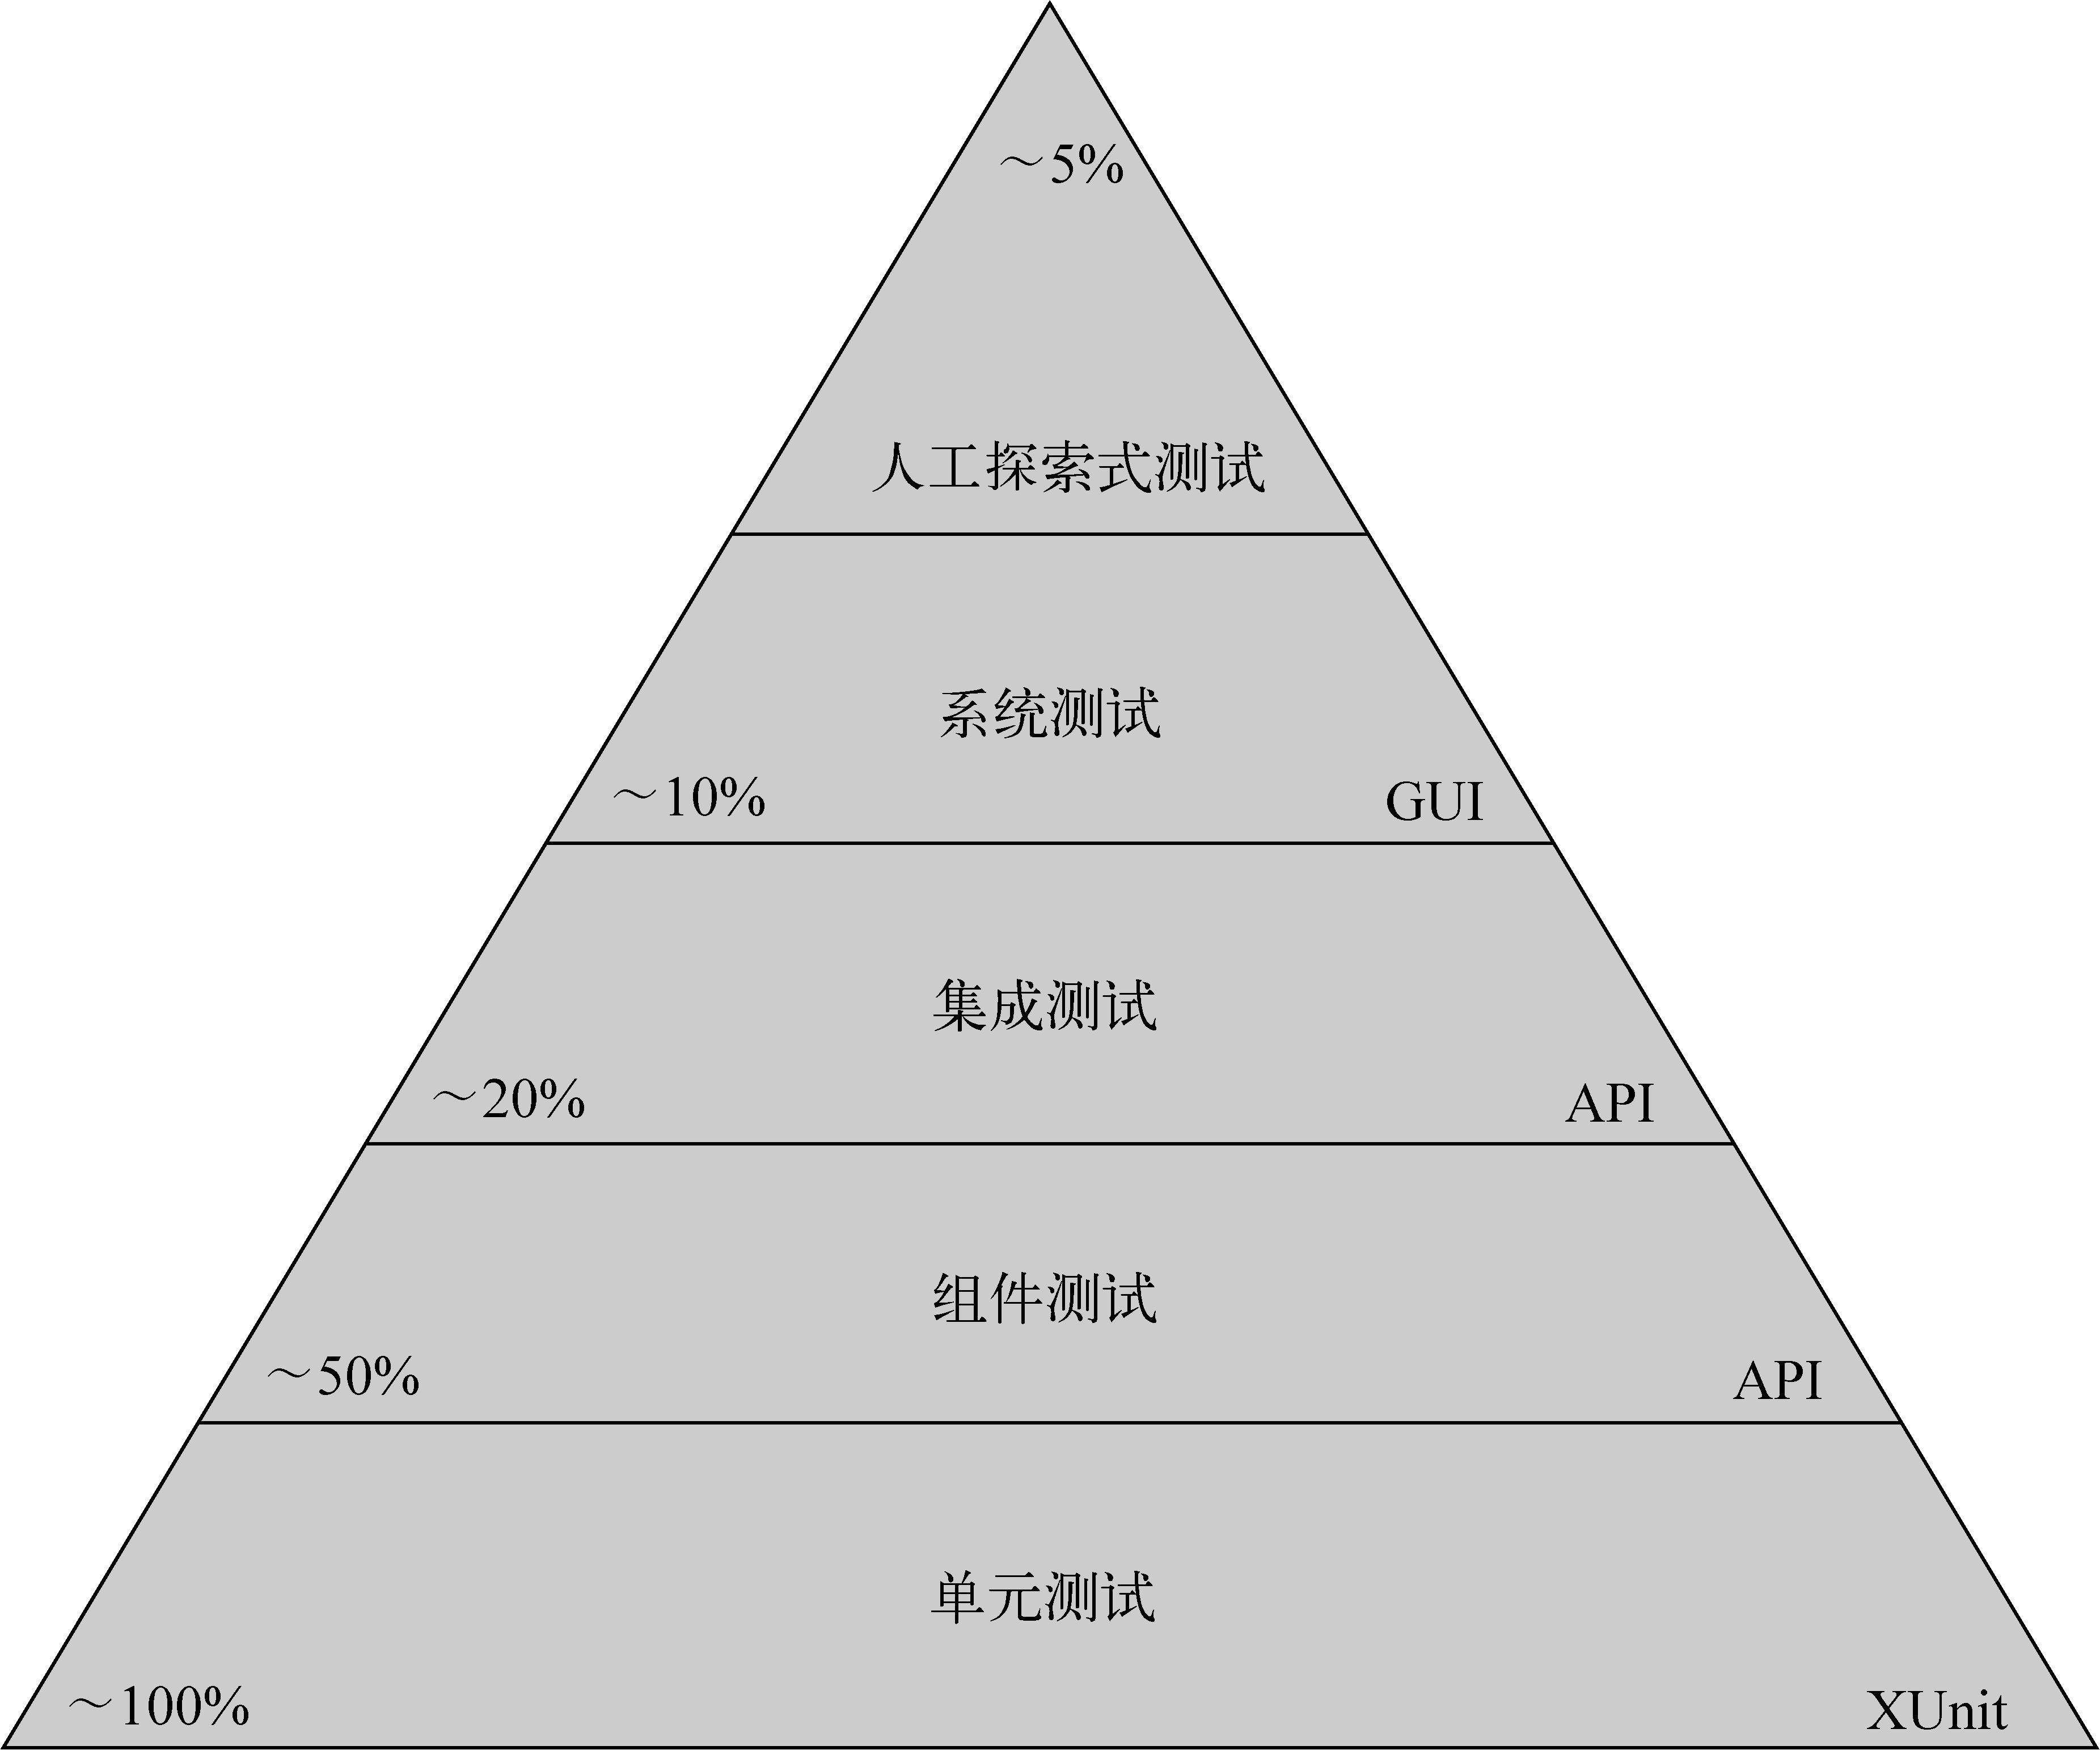 ～5%
人工探索式测试
系统测试
～10%
GUI
集成测试
～20%
API
组件测试
～50%
API
单元测试
～100%
XUnit